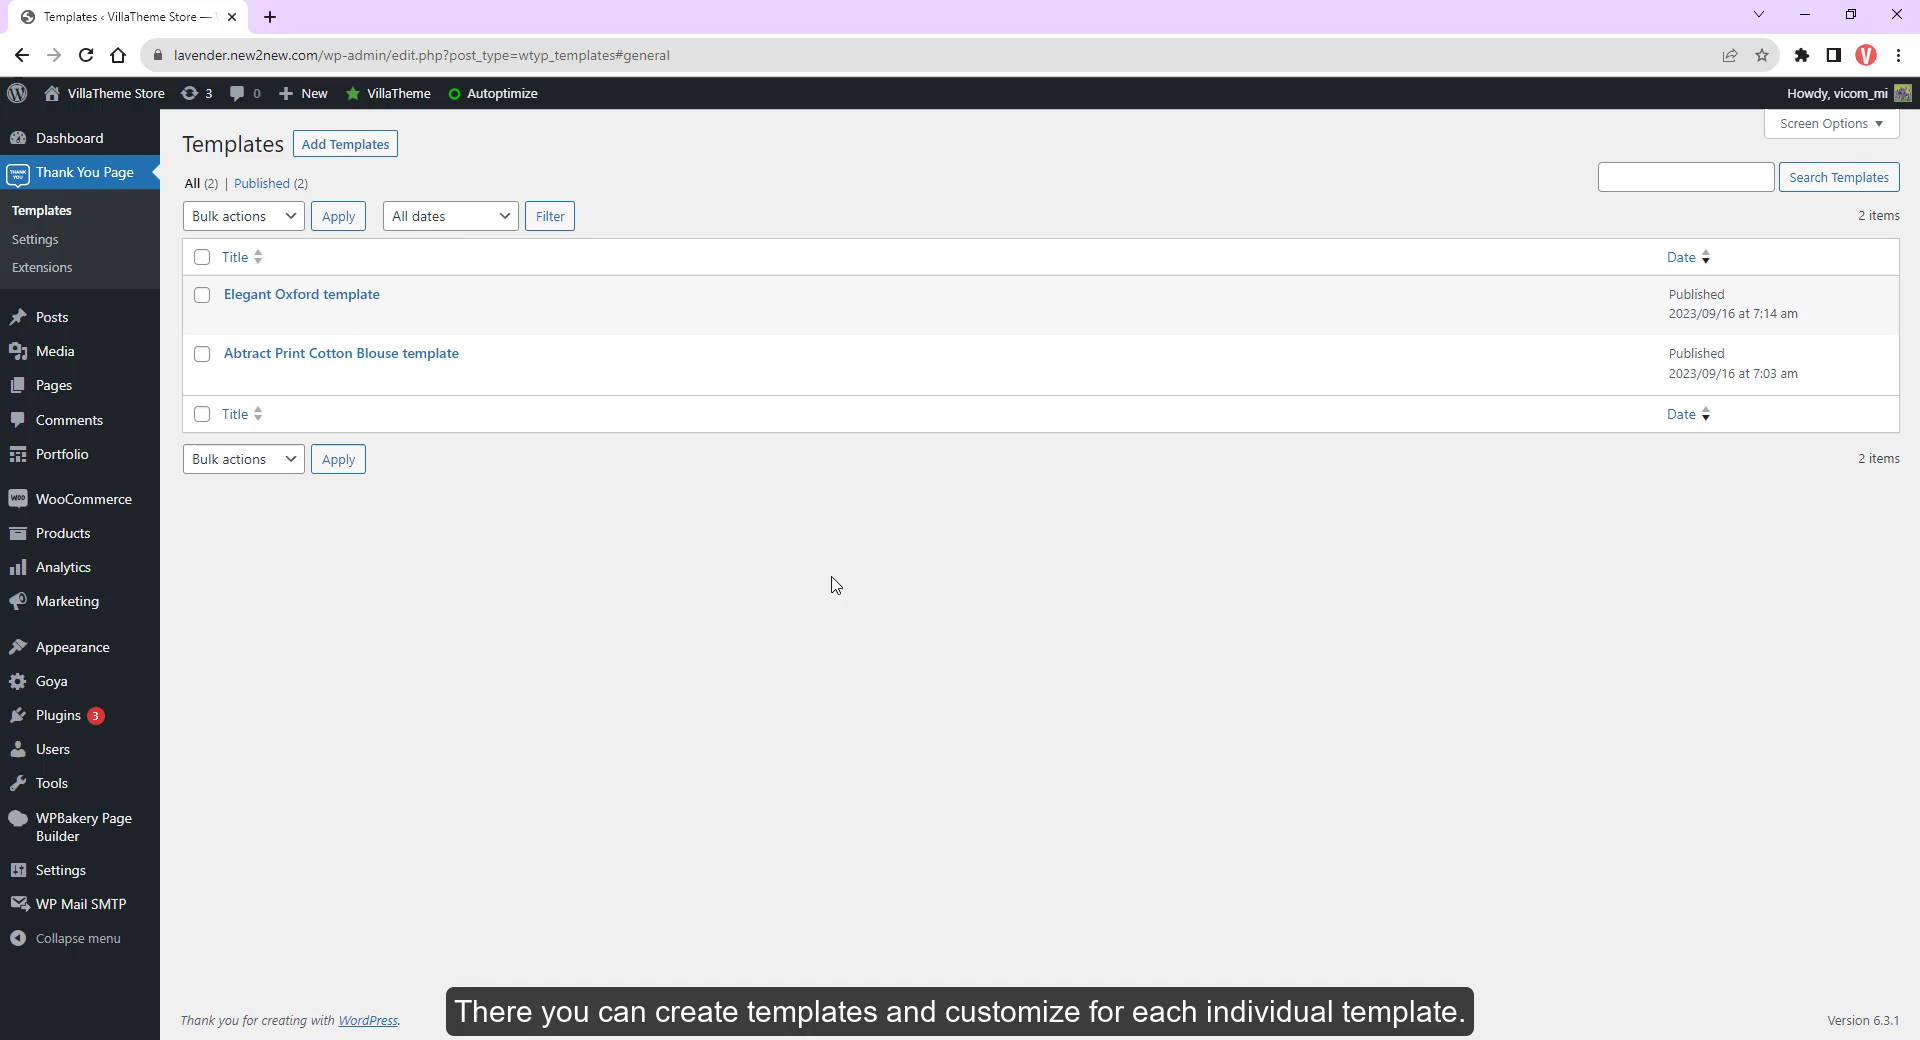 Templates ‹ VillaTheme Store —
lavender.new2new.com/wp-admin/edit.php?post_type=wtyp_templates#general
VillaTheme Store 3 0 New VillaTheme Autoptimize Howdy, vicom_mi
Screen Options
Dashboard
THANK YOU
Thank You Page
Templates
Settings
Extensions
Posts
Media
Pages
Comments
Portfolio
Woo
WooCommerce
Products
Analytics
Marketing
Appearance
Goya
Plugins 3
Users
Tools
WPBakery Page
Builder
Settings
WP Mail SMTP
Collapse menu
Templates Add Templates
All (2) | Published (2)
Search Templates
Bulk actions Apply All dates Filter 2 items
Title Date
Elegant Oxford template Published
2023/09/16 at 7:14 am
Abtract Print Cotton Blouse template Published
2023/09/16 at 7:03 am
Title Date
Bulk actions Apply 2 items
There you can create templates and customize for each individual template.
Thank you for creating with WordPress. Version 6.3.1